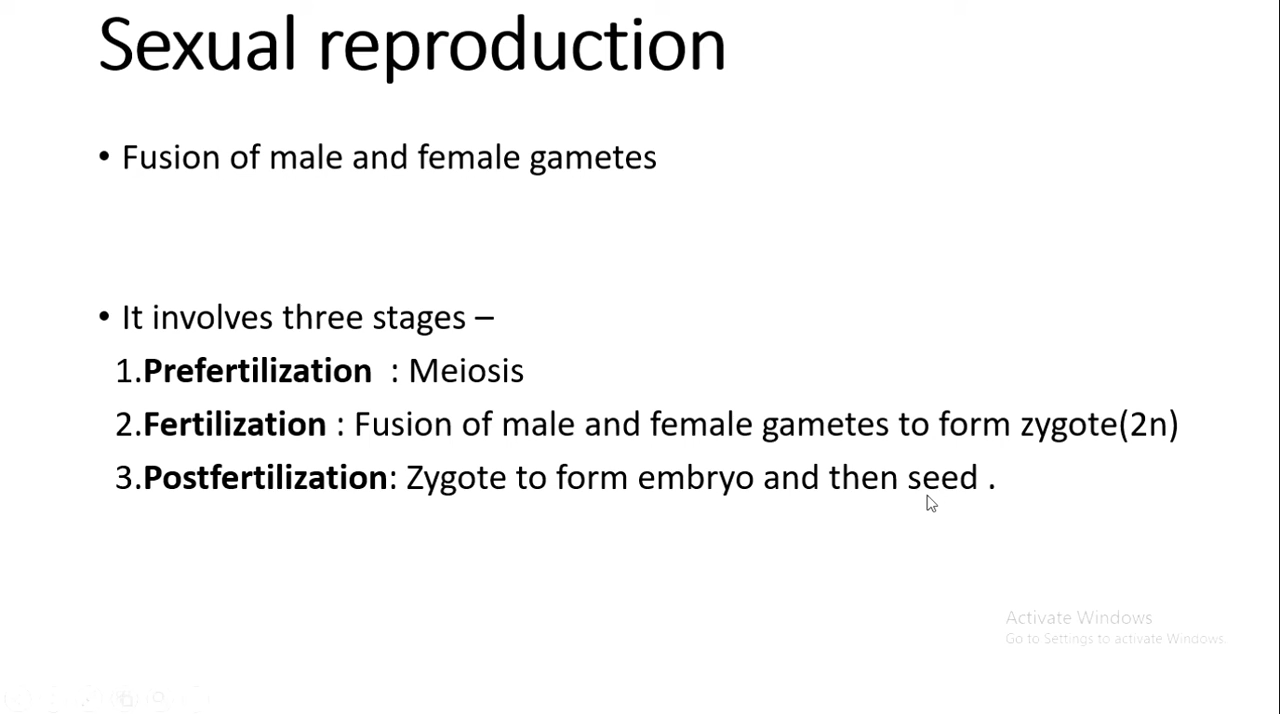 Sexual reproduction
• Fusion of male and female gametes
• It involves three stages –
1.Prefertilization : Meiosis
2.Fertilization : Fusion of male and female gametes to form zygote(2n)
3.Postfertilization: Zygote to form embryo and then seed .
Activate Windows
Go to Settings to activate Windows.